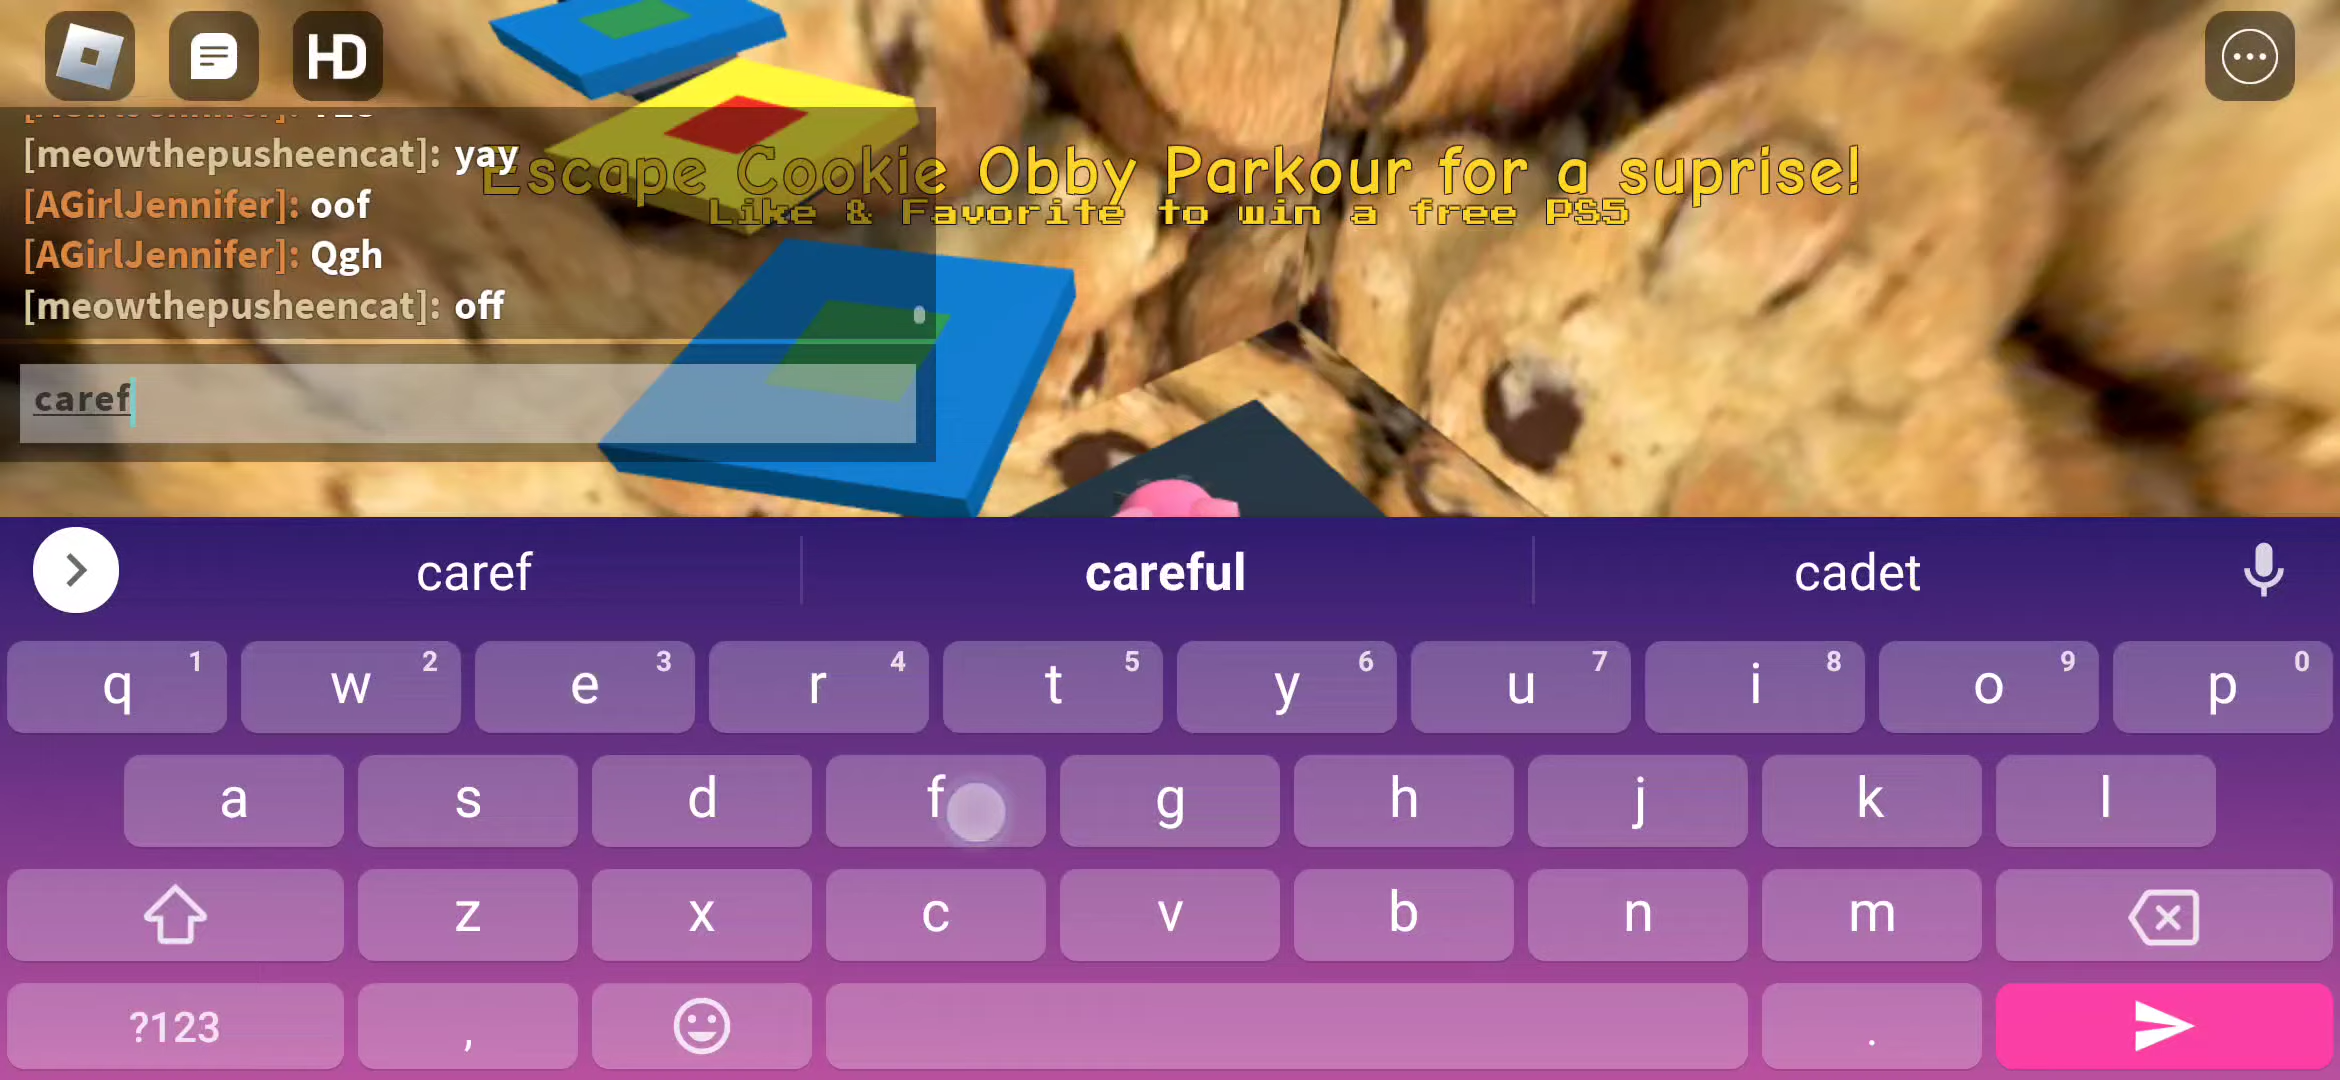 HD
[meowthepusheencat]: yay
Escape Cookie Obby Parkour for a suprise!
[AGirlJennifer]: oof
Like & Favorite to win a free PS5
[AGirlJennifer]: Qgh
[meowthepusheencat]: off
caref
caref careful cadet
q 1 w 2 e 3 r 4 t 5 y 6 u 7 i 8 o 9 p 0
a s d f g h j k l
z x c v b n m
?123 , .